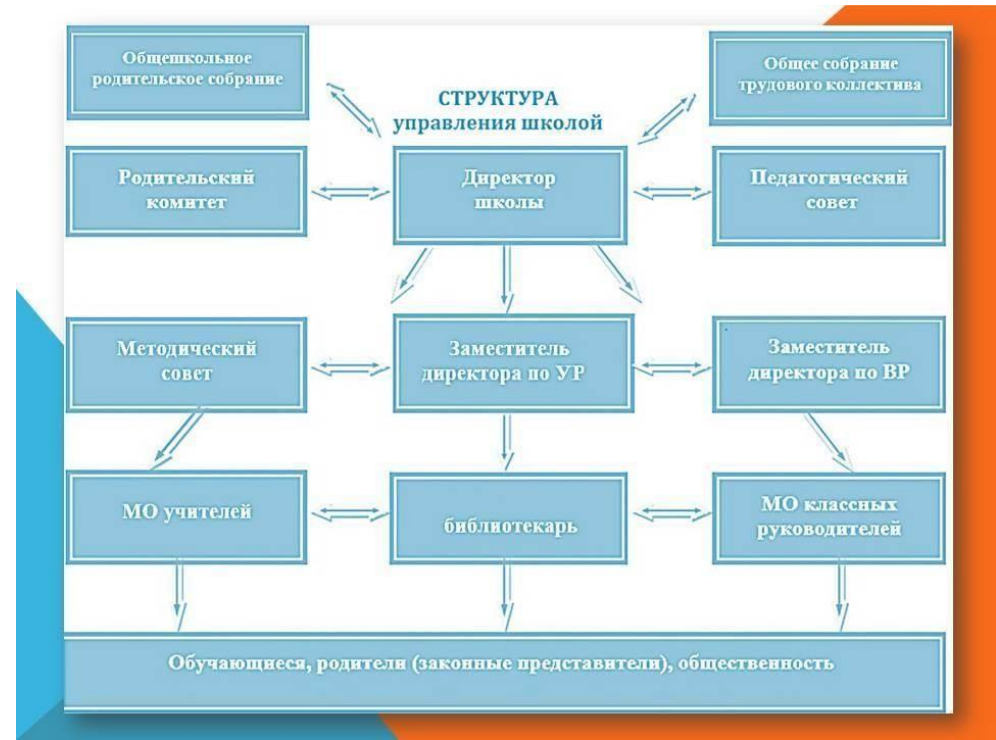 Общешкольное
родительское собрание
Общее собрание
трудового коллектива
СТРУКТУРА
управления школой
Родительский
комитет
Директор
школы
Педагогический
совет
Методический
совет
Заместитель
директора по УР
Заместитель
директора по ВР
МО учителей
библиотекарь
МО классных
руководителей
Обучающиеся, родители (законные представители), общественность